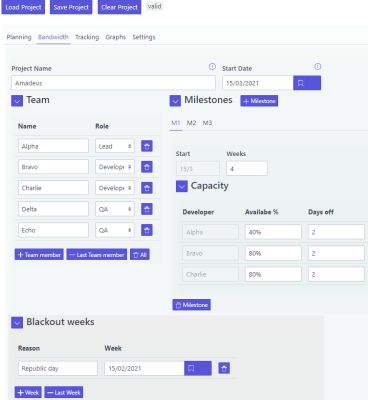 Load Project Save Project Clear Project valid
Planning Bandwidth Tracking Graphs Settings
Project Name Start Date
Amadeus 15/03/2021
Team
Name Role
Alpha Lead
Bravo Develope
Charlie Develope
Delta QA
Echo QA
+ Team member — Last Team member All
Milestones + Milestone
M1 M2 M3
Start Weeks
15/3 4
Capacity
Developer Availabe % Days off
Alpha 40% 2
Bravo 80% 2
Charlie 80% 2
Milestone
Blackout weeks
Reason Week
Republic day 15/02/2021
+ Week — Last Week